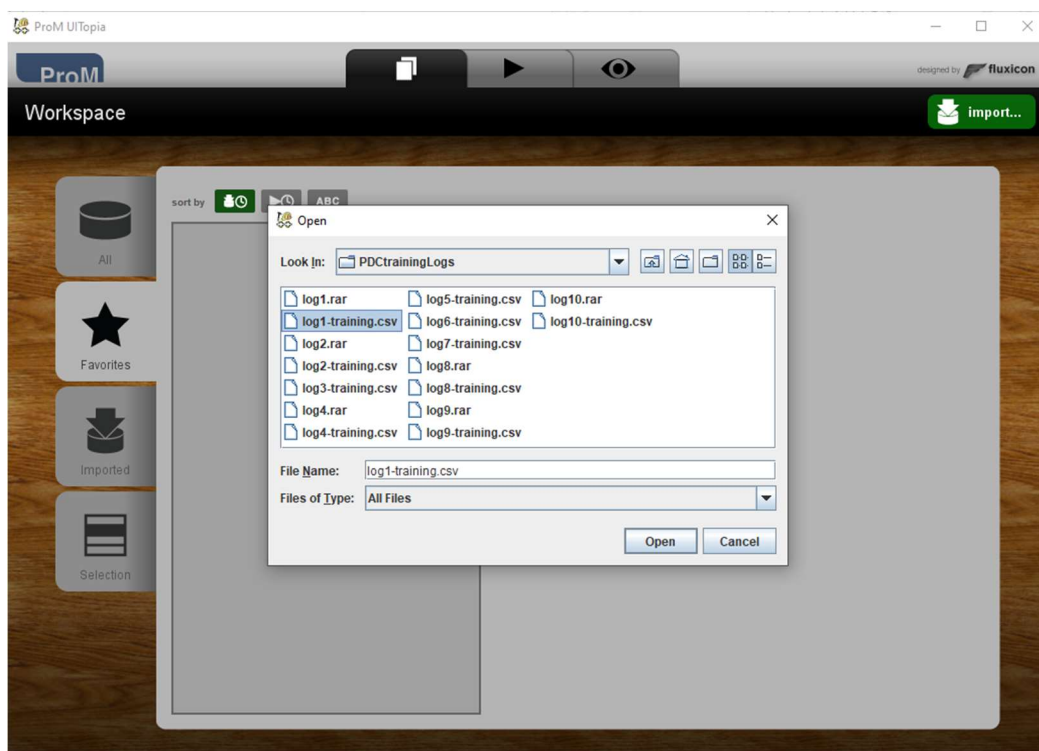 ProM UITopia
ProM
designed by fluxicon
Workspace
import...
sort by ABC
All
Favorites
Imported
Selection
Open
Look In: PDCtrainingLogs
log1.rar log5-training.csv log10.rar
log1-training.csv log6-training.csv log10-training.csv
log2.rar log7-training.csv
log2-training.csv log8.rar
log3-training.csv log8-training.csv
log4.rar log9.rar
log4-training.csv log9-training.csv
File Name: log1-training.csv
Files of Type: All Files
Open Cancel